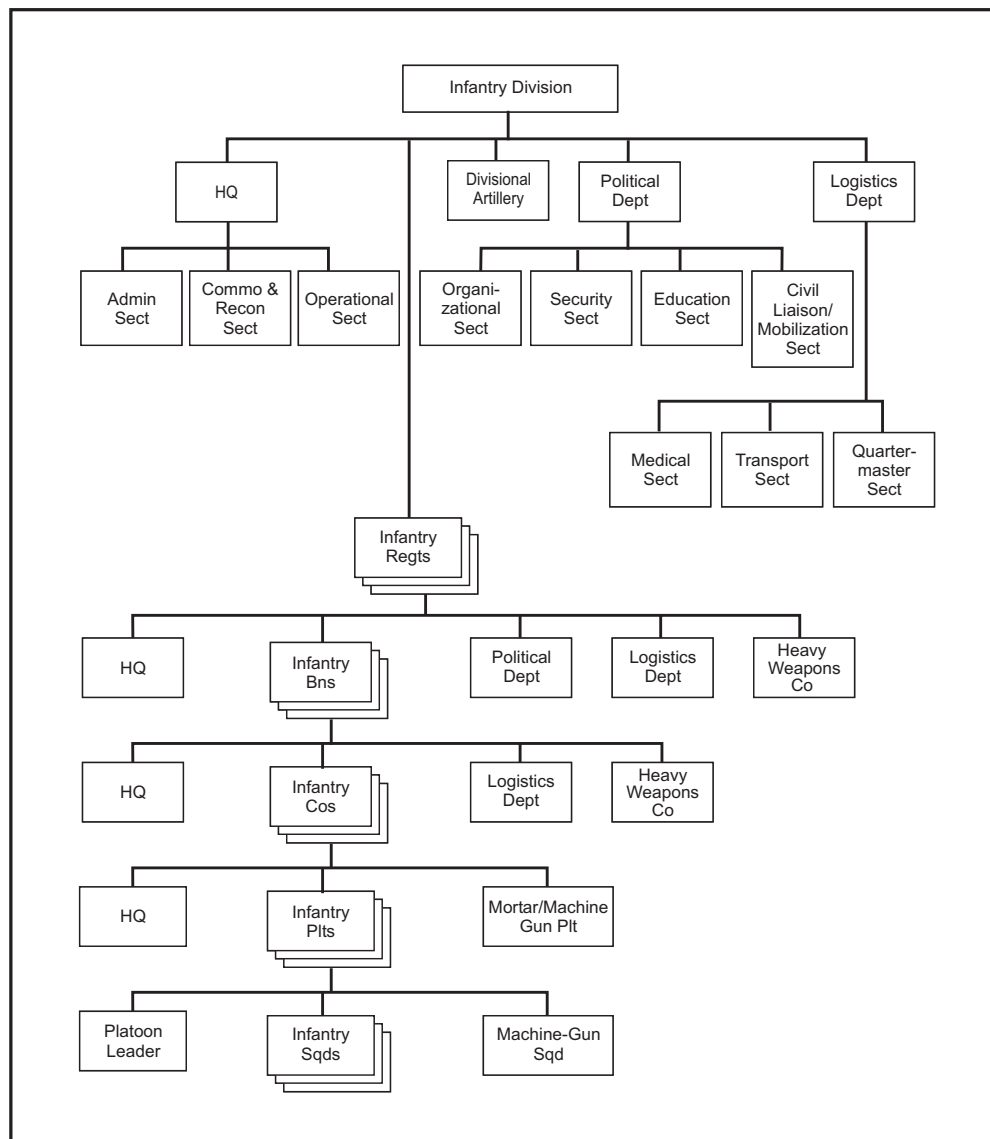 Infantry Division
HQ
Divisional
Artillery
Political
Dept
Logistics
Dept
Admin
Sect
Commo &
Recon
Sect
Operational
Sect
Organi-
zational
Sect
Security
Sect
Education
Sect
Civil
Liaison/
Mobilization
Sect
Medical
Sect
Transport
Sect
Quarter-
master
Sect
Infantry
Regts
HQ
Infantry
Bns
Political
Dept
Logistics
Dept
Heavy
Weapons
Co
HQ
Infantry
Cos
Logistics
Dept
Heavy
Weapons
Co
HQ
Infantry
Plts
Mortar/Machine
Gun Plt
Platoon
Leader
Infantry
Sqds
Machine-Gun
Sqd